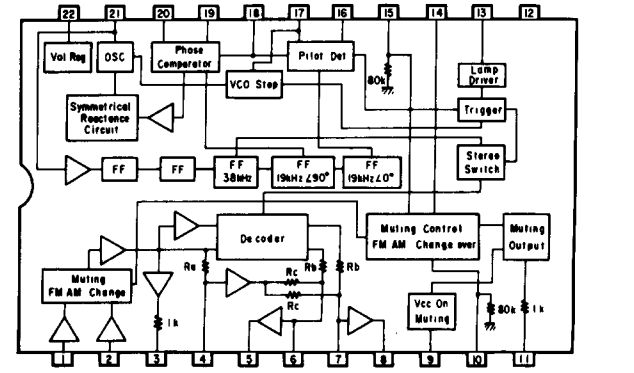 22 21 20 19 18 17 16 15 14 13 12
Vol Reg
OSC
Phase
Comparator
Pilot Det
80k
Lamp
Driver
VCO Stop
Symmetrical
Reactence
Circuit
Trigger
FF
FF
FF
38kHz
FF
19kHz∠90°
FF
19kHz∠0°
Stereo
Switch
Decoder
Muting Control
FM AM Change over
Muting
Output
Muting
FM AM Change
Ra
Rc
Rc
Rb
Rb
1k
Vcc On
Muting
80k
1k
1 2 3 4 5 6 7 8 9 10 11